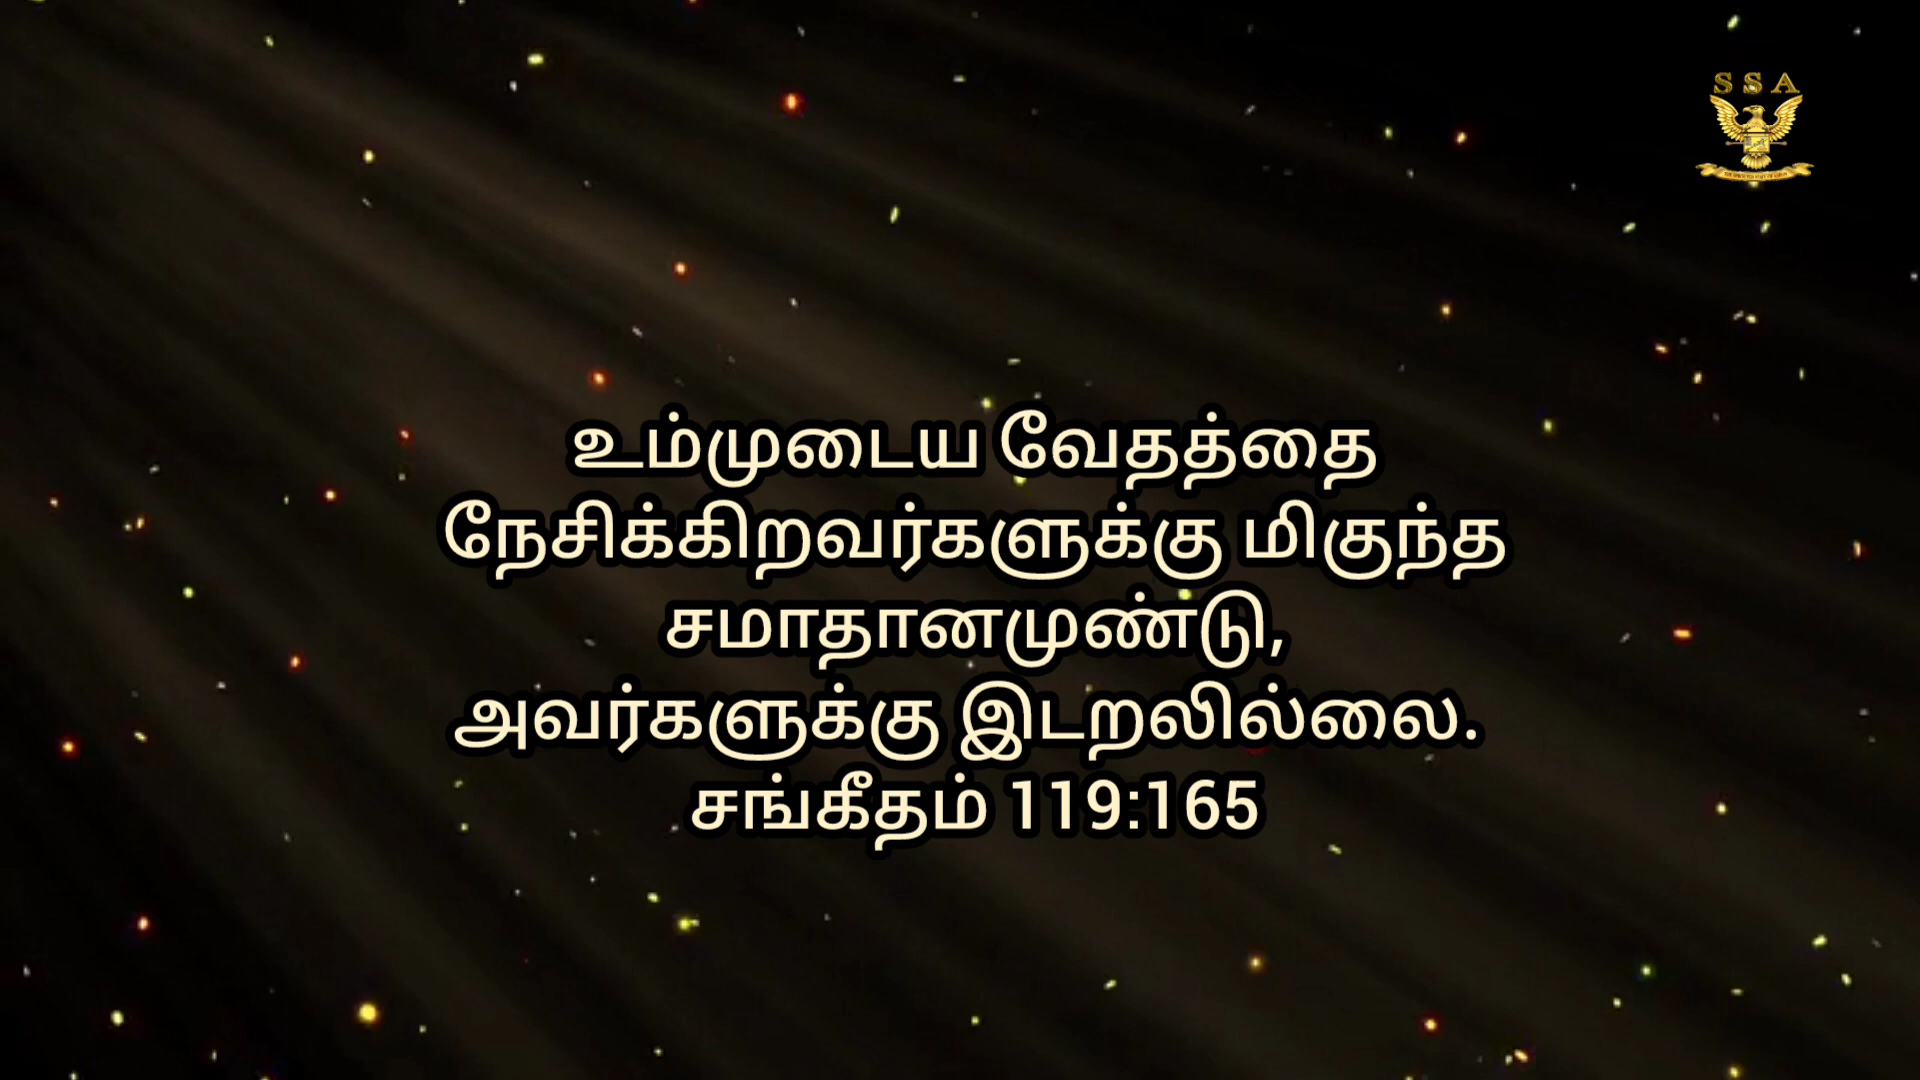 SSA
உம்முடைய வேதத்தை
நேசிக்கிறவர்களுக்கு மிகுந்த
சமாதானமுண்டு,
அவர்களுக்கு இடறலில்லை.
சங்கீதம் 119:165